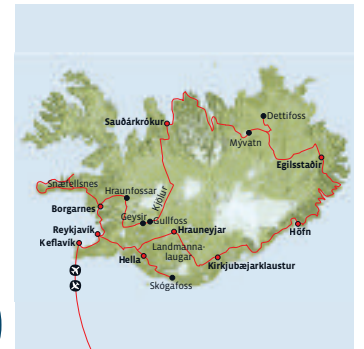 Dettifoss
Sauðárkrókur
Mývatn
Egilsstaðir
Snæfellsnes
Hraunfossar
Kjölur
Borgarnes
Geysir
Gullfoss
Reykjavík
Hrauneyjar
Höfn
Keflavík
Landmanna-
laugar
Hella
Kirkjubæjarklaustur
Skógafoss